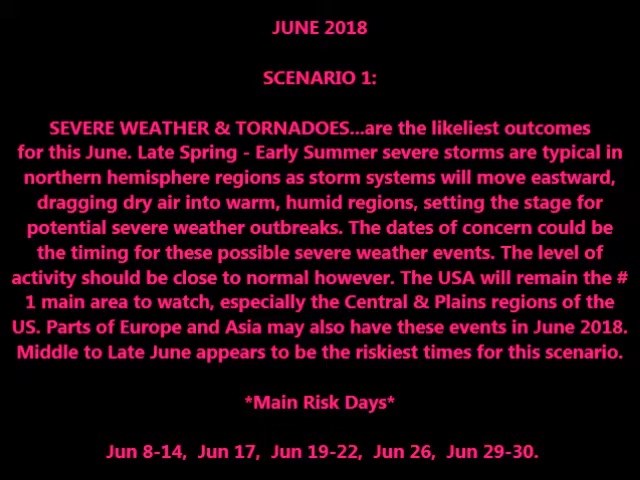 JUNE 2018
SCENARIO 1:
SEVERE WEATHER & TORNADOES...are the likeliest outcomes
for this June. Late Spring - Early Summer severe storms are typical in
northern hemisphere regions as storm systems will move eastward,
dragging dry air into warm, humid regions, setting the stage for
potential severe weather outbreaks. The dates of concern could be
the timing for these possible severe weather events. The level of
activity should be close to normal however. The USA will remain the #
1 main area to watch, especially the Central & Plains regions of the
US. Parts of Europe and Asia may also have these events in June 2018.
Middle to Late June appears to be the riskiest times for this scenario.
*Main Risk Days*
Jun 8-14, Jun 17, Jun 19-22, Jun 26, Jun 29-30.